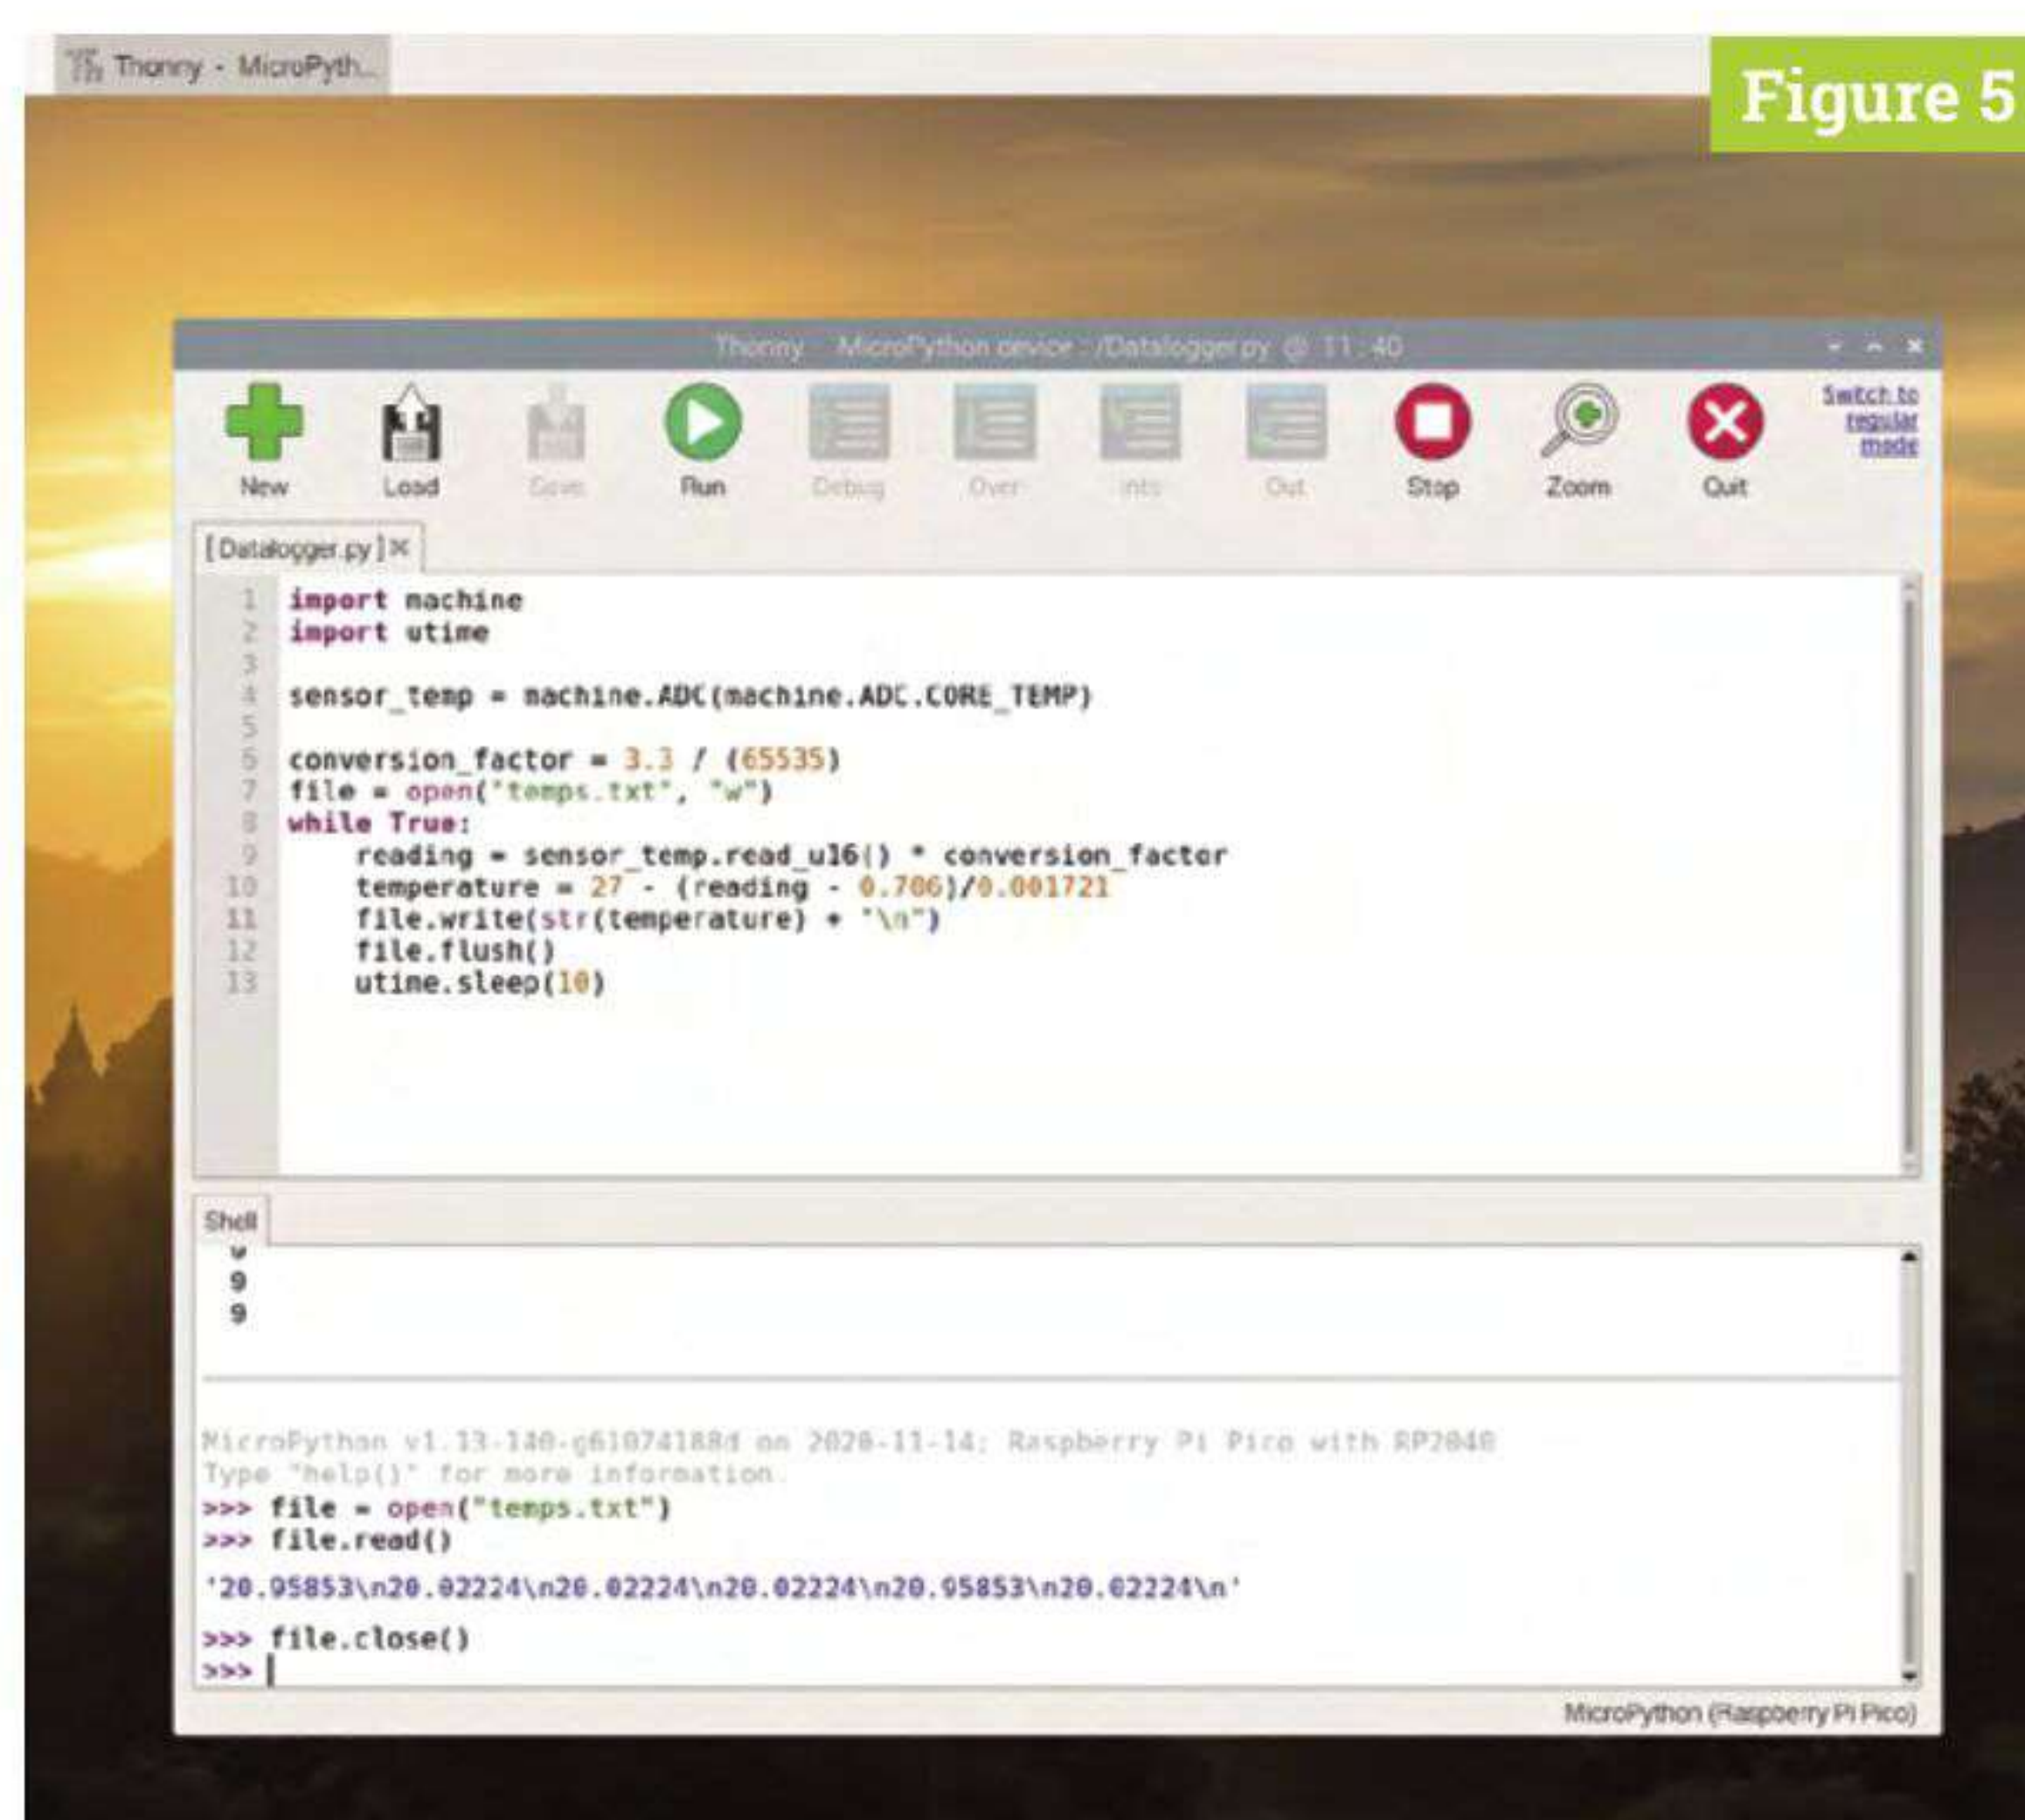 Thonny - MicroPyth...
Figure 5
Thonny - MicroPython device : /Datalogger.py @ 11 : 40
New
Load
Save
Run
Debug
Over
Into
Out
Stop
Zoom
Quit
Switch to
regular
mode
[ Datalogger.py ]
1 import machine
2 import utime
3
4 sensor_temp = machine.ADC(machine.ADC.CORE_TEMP)
5
6 conversion_factor = 3.3 / (65535)
7 file = open("temps.txt", "w")
8 while True:
9 reading = sensor_temp.read_u16() * conversion_factor
10 temperature = 27 - (reading - 0.706)/0.001721
11 file.write(str(temperature) + "\n")
12 file.flush()
13 utime.sleep(10)
Shell
9
9
MicroPython v1.13-140-g61074188d on 2020-11-14; Raspberry Pi Pico with RP2040
Type "help()" for more information.
>>> file = open("temps.txt")
>>> file.read()
'20.95853\n20.02224\n20.02224\n20.02224\n20.95853\n20.02224\n'
>>> file.close()
>>>
MicroPython (Raspberry Pi Pico)